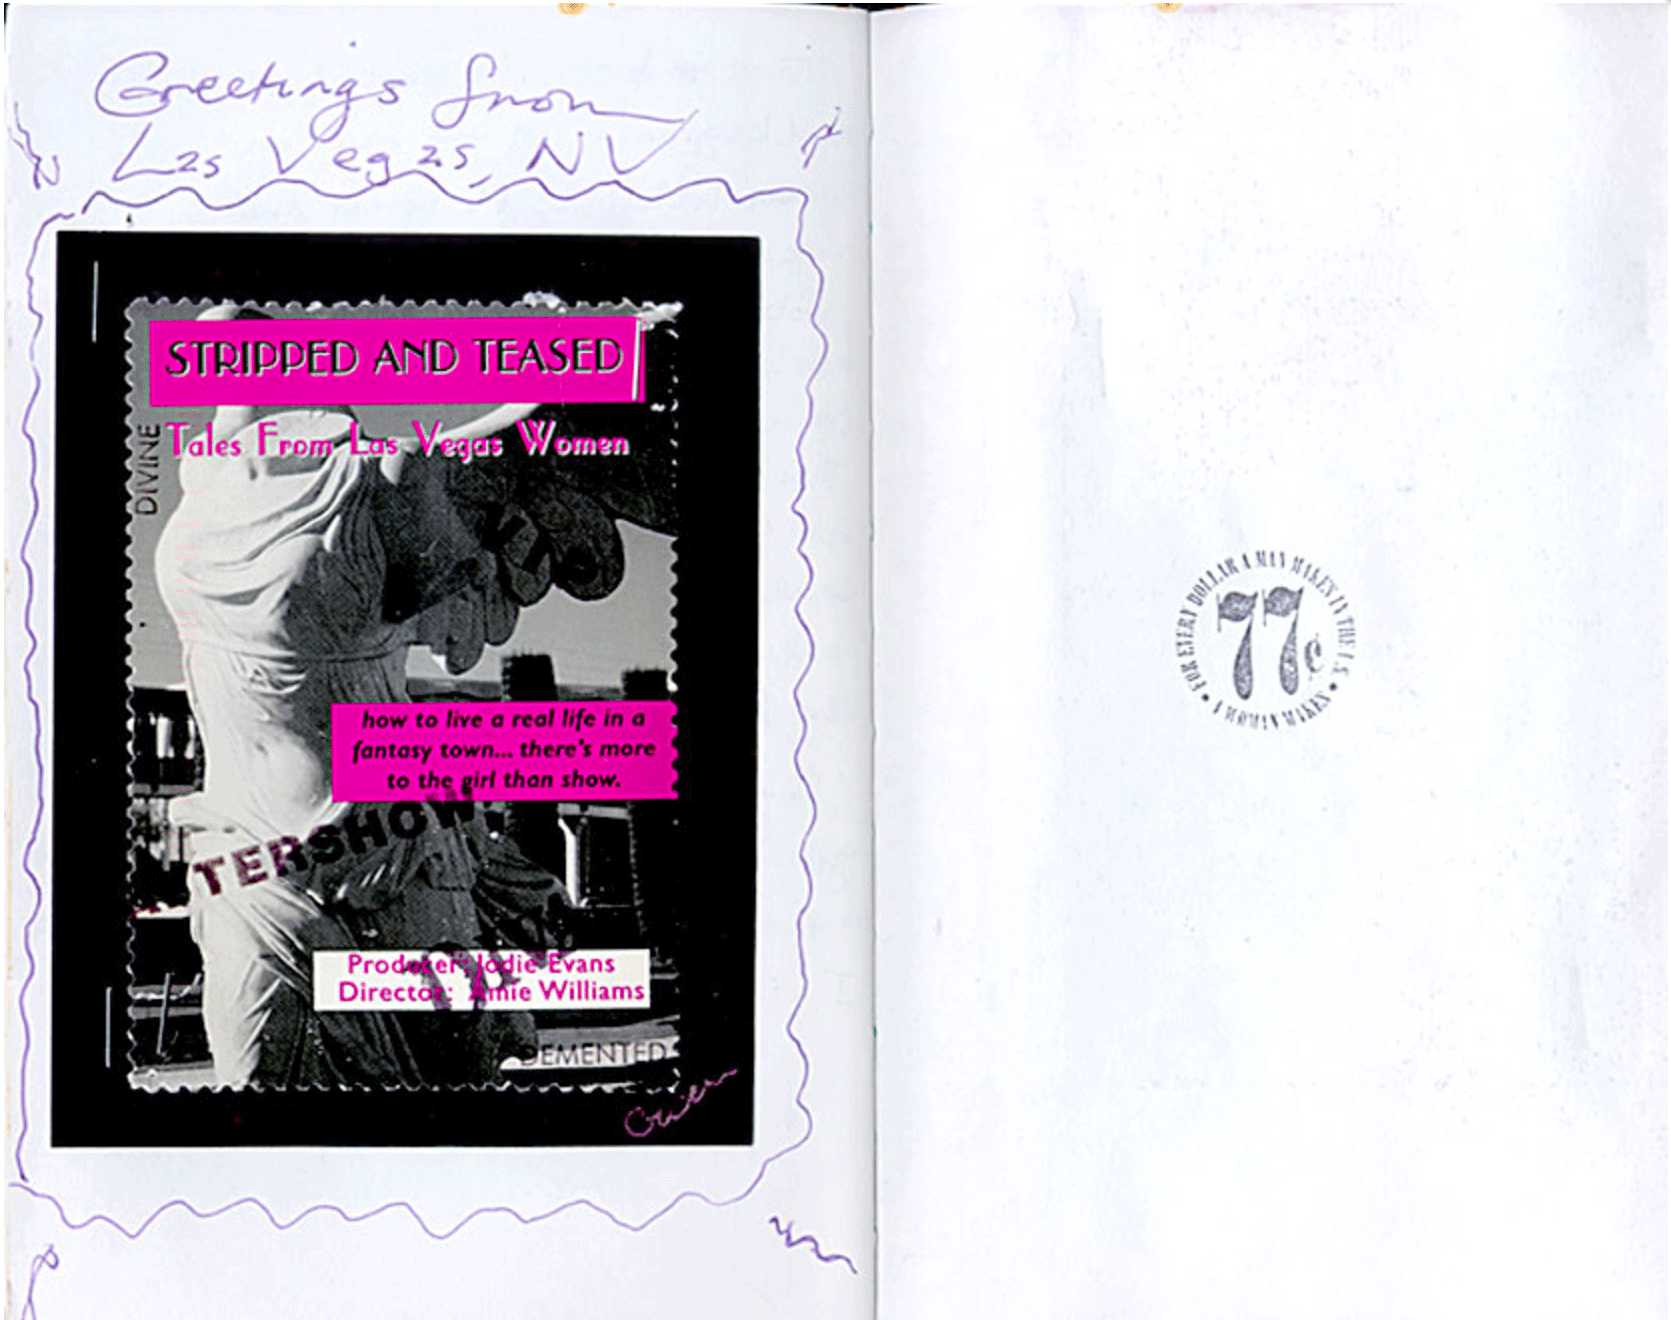 Greetings from
Las Vegas, NV
STRIPPED AND TEASED
Tales From Las Vegas Women
DIVINE
how to live a real life in a
fantasy town... there's more
to the girl than show.
TERSHOW!
Producer: Jodie Evans
Director: Amie Williams
DEMENTED
FOR EVERY DOLLAR A MAN MAKES IN THE U.S.
77¢
• A WOMAN MAKES •